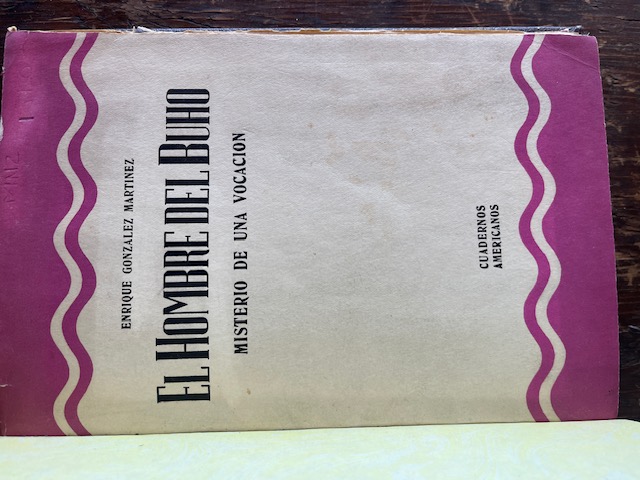 ENRIQUE GONZALEZ MARTINEZ
EL HOMBRE DEL BUHO
MISTERIO DE UNA VOCACION
CUADERNOS
AMERICANOS